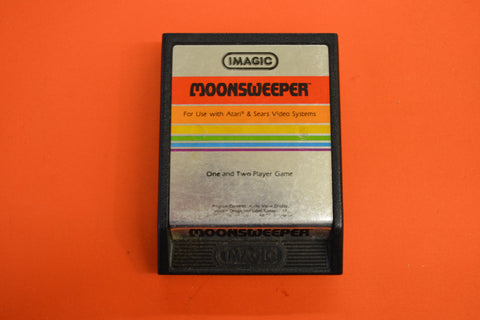 IMAGIC
MOONSWEEPER
For Use with Atari® & Sears Video Systems
One and Two Player Game
MOONSWEEPER
IMAGIC